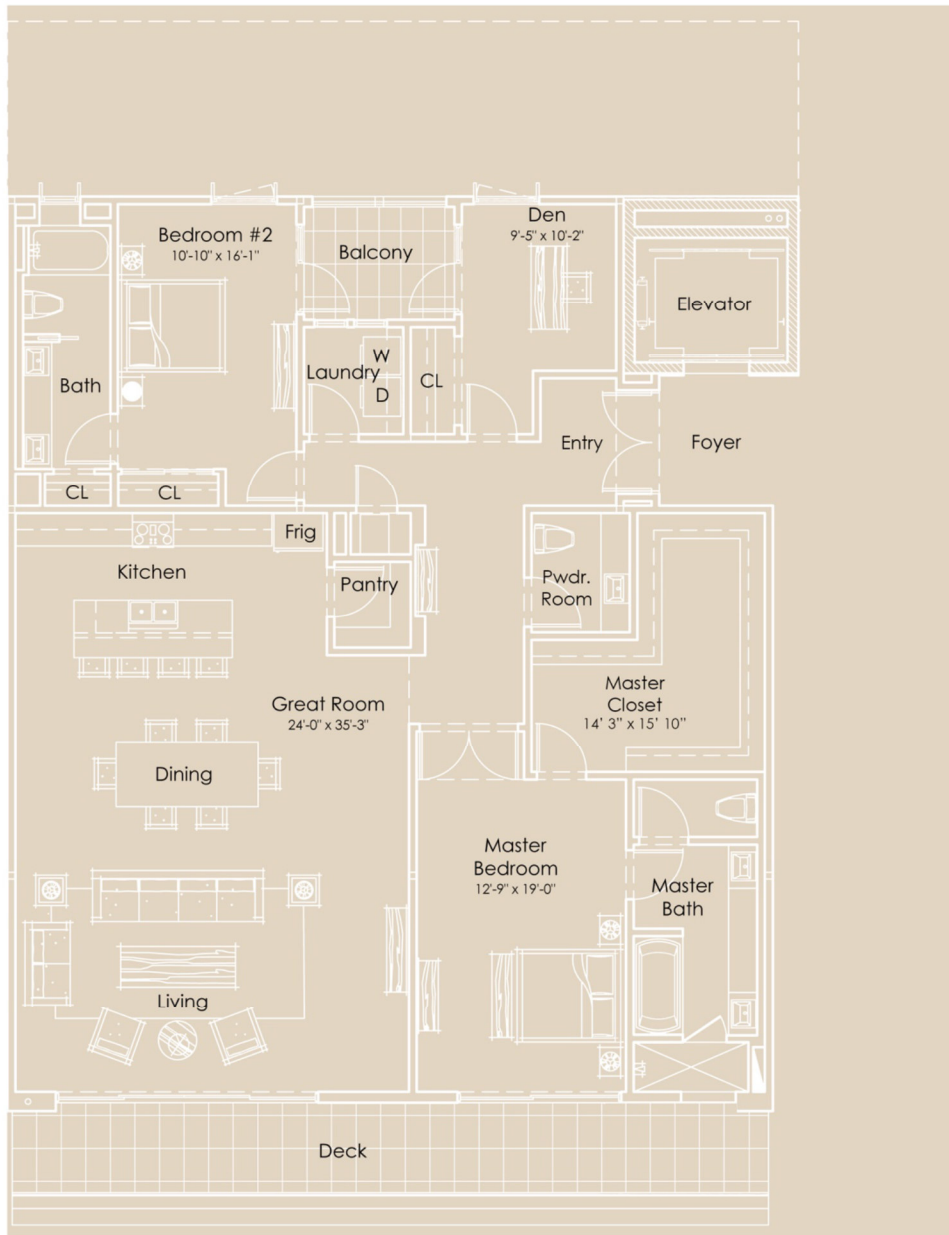 Bedroom #2
10'-10" x 16'-1"
Balcony
Den
9'-5" x 10'-2"
Elevator
Bath
Laundry
W
D
CL
Entry
Foyer
CL
CL
Frig
Kitchen
Pantry
Pwdr.
Room
Great Room
24'-0" x 35'-3"
Master
Closet
14' 3” x 15' 10”
Dining
Master
Bedroom
12'-9" x 19'-0"
Master
Bath
Living
Deck